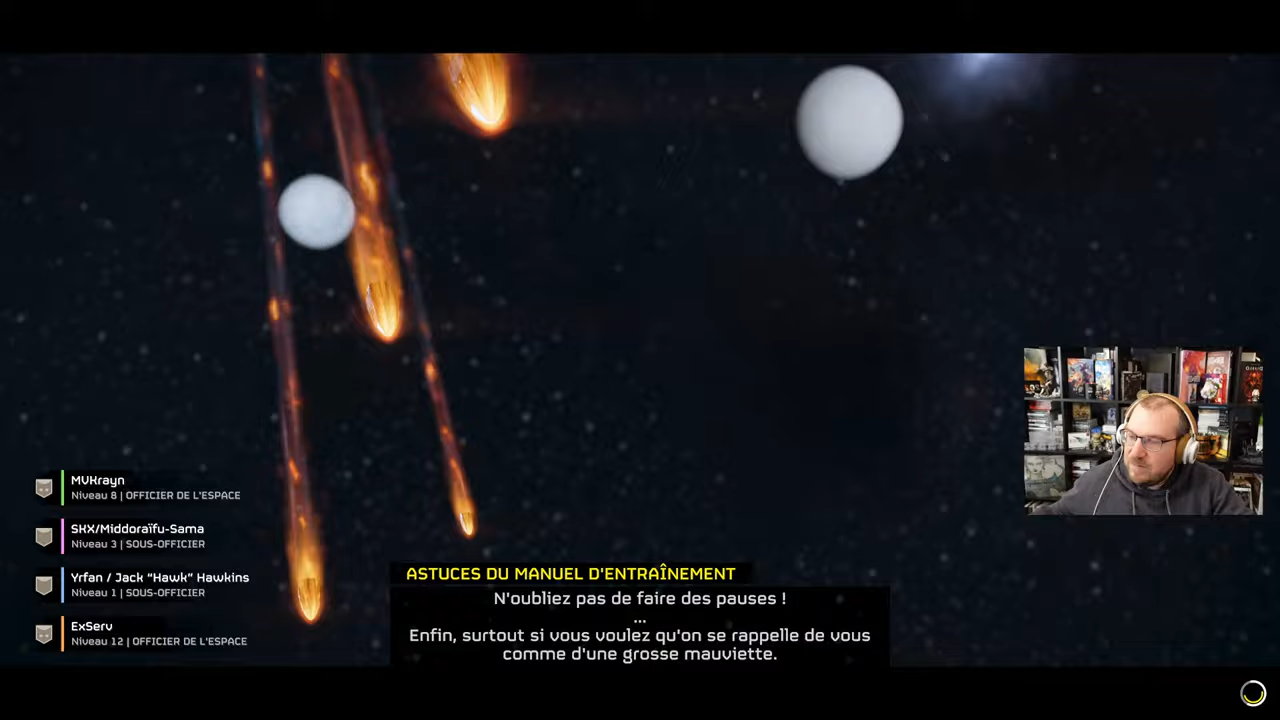 MVKrayn
Niveau 8 | OFFICIER DE L'ESPACE
SKX/Middoraïfu-Sama
Niveau 3 | SOUS-OFFICIER
Yrfan / Jack “Hawk” Hawkins
Niveau 1 | SOUS-OFFICIER
ExServ
Niveau 12 | OFFICIER DE L'ESPACE
ASTUCES DU MANUEL D'ENTRAÎNEMENT
N'oubliez pas de faire des pauses !
...
Enfin, surtout si vous voulez qu'on se rappelle de vous
comme d'une grosse mauviette.